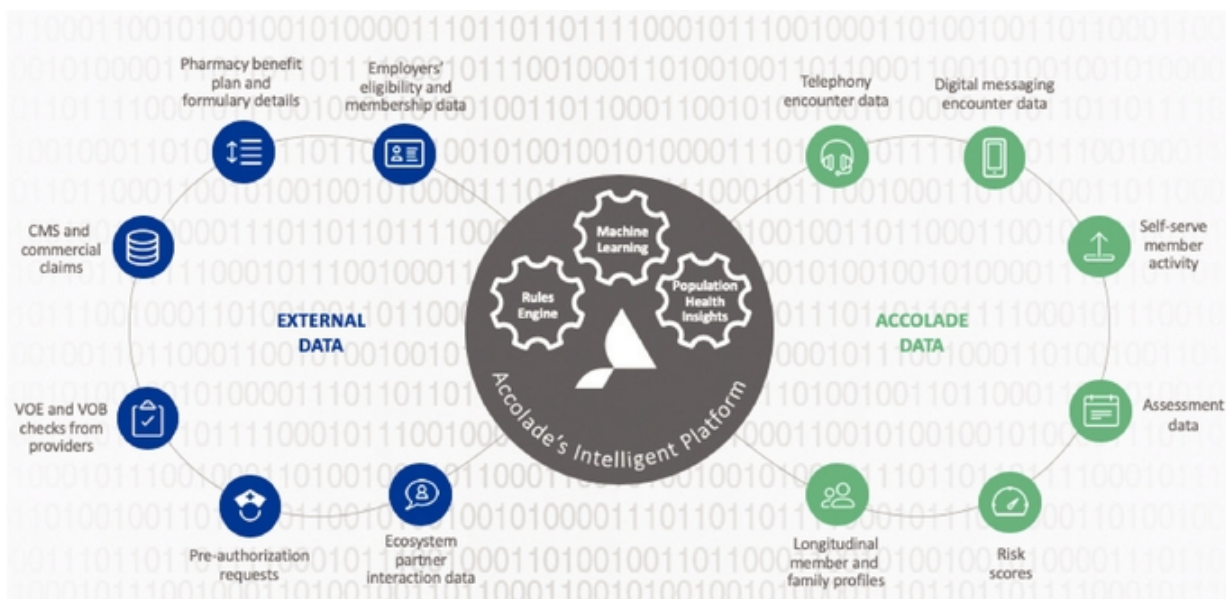 Pharmacy benefit
plan and
formulary details
Employers'
eligibility and
membership data
CMS and
commercial
claims
EXTERNAL
DATA
VOE and VOB
checks from
providers
Pre-authorization
requests
Ecosystem
partner
interaction data
Machine
Learning
Rules
Engine
Population
Health
Insights
Accolade's Intelligent Platform
Telephony
encounter data
Digital messaging
encounter data
Self-serve
member
activity
ACCOLADE
DATA
Assessment
data
Longitudinal
member and
family profiles
Risk
scores